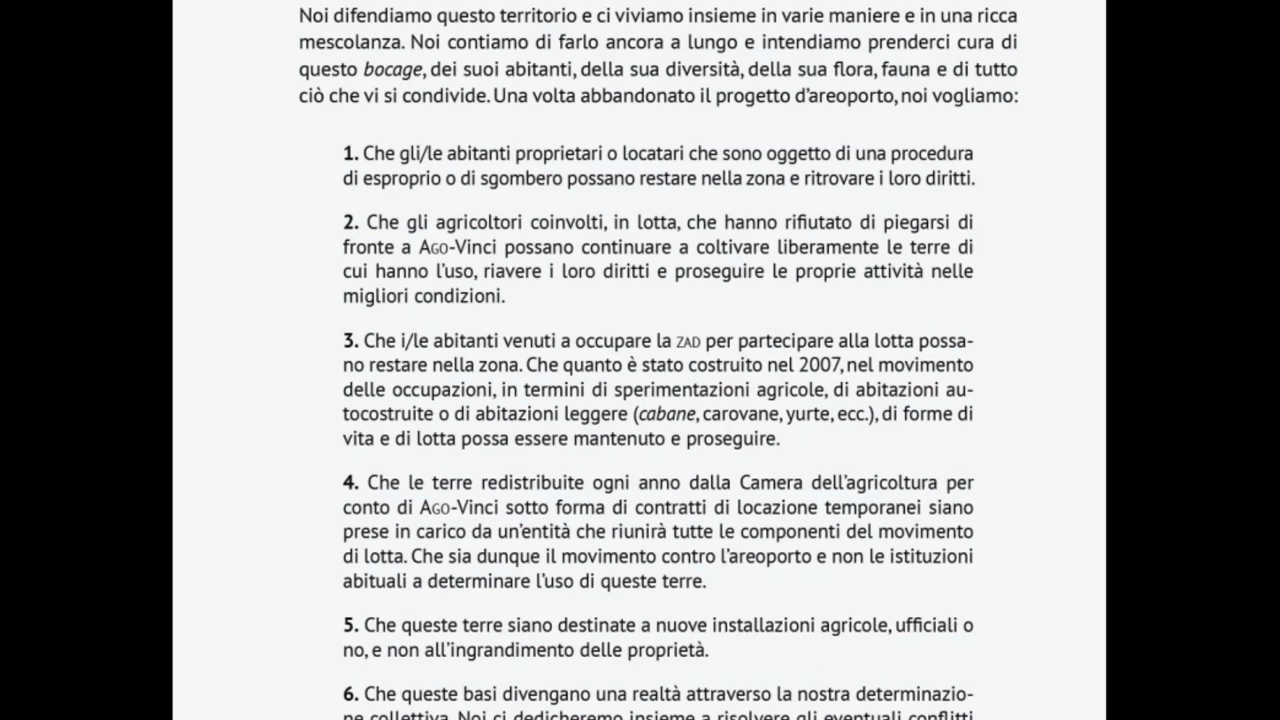 Noi difendiamo questo territorio e ci viviamo insieme in varie maniere e in una ricca
mescolanza. Noi contiamo di farlo ancora a lungo e intendiamo prenderci cura di
questo bocage, dei suoi abitanti, della sua diversità, della sua flora, fauna e di tutto
ciò che vi si condivide. Una volta abbandonato il progetto d'areoporto, noi vogliamo:
1. Che gli/le abitanti proprietari o locatari che sono oggetto di una procedura
di esproprio o di sgombero possano restare nella zona e ritrovare i loro diritti.
2. Che gli agricoltori coinvolti, in lotta, che hanno rifiutato di piegarsi di
fronte a AGO-Vinci possano continuare a coltivare liberamente le terre di
cui hanno l'uso, riavere i loro diritti e proseguire le proprie attività nelle
migliori condizioni.
3. Che i/le abitanti venuti a occupare la ZAD per partecipare alla lotta possa-
no restare nella zona. Che quanto è stato costruito nel 2007, nel movimento
delle occupazioni, in termini di sperimentazioni agricole, di abitazioni au-
tocostruite o di abitazioni leggere (cabane, carovane, yurte, ecc.), di forme di
vita e di lotta possa essere mantenuto e proseguire.
4. Che le terre redistribuite ogni anno dalla Camera dell'agricoltura per
conto di AGO-Vinci sotto forma di contratti di locazione temporanei siano
prese in carico da un'entità che riunirà tutte le componenti del movimento
di lotta. Che sia dunque il movimento contro l'areoporto e non le istituzioni
abituali a determinare l'uso di queste terre.
5. Che queste terre siano destinate a nuove installazioni agricole, ufficiali o
no, e non all'ingrandimento delle proprietà.
6. Che queste basi divengano una realtà attraverso la nostra determinazio-
ne collettiva. Noi ci dedicheremo insieme a risolvere gli eventuali conflitti